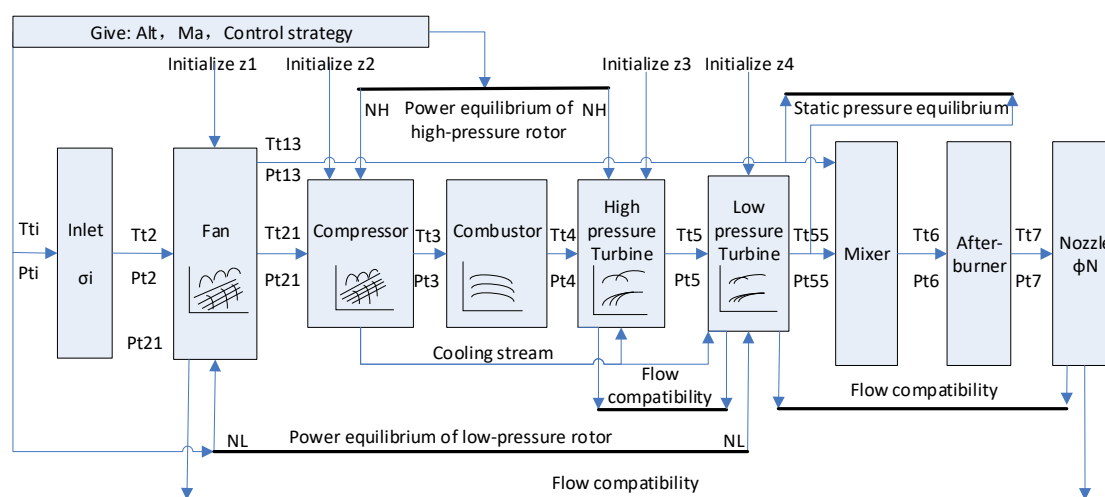 Give: Alt, Ma, Control strategy
Initialize z1
Initialize z2
Initialize z3
Initialize z4
NH
Power equilibrium of
high-pressure rotor
NH
Static pressure equilibrium
Tt13
Pt13
Tti
Pti
Inlet
σi
Tt2
Pt2
Pt21
Fan
Tt21
Pt21
Compressor
Tt3
Pt3
Combustor
Tt4
Pt4
High
pressure
Turbine
Tt5
Pt5
Low
pressure
Turbine
Tt55
Pt55
Mixer
Tt6
Pt6
After-
burner
Tt7
Pt7
Nozzle
ϕN
Cooling stream
Flow
compatibility
Flow compatibility
NL
Power equilibrium of low-pressure rotor
NL
Flow compatibility